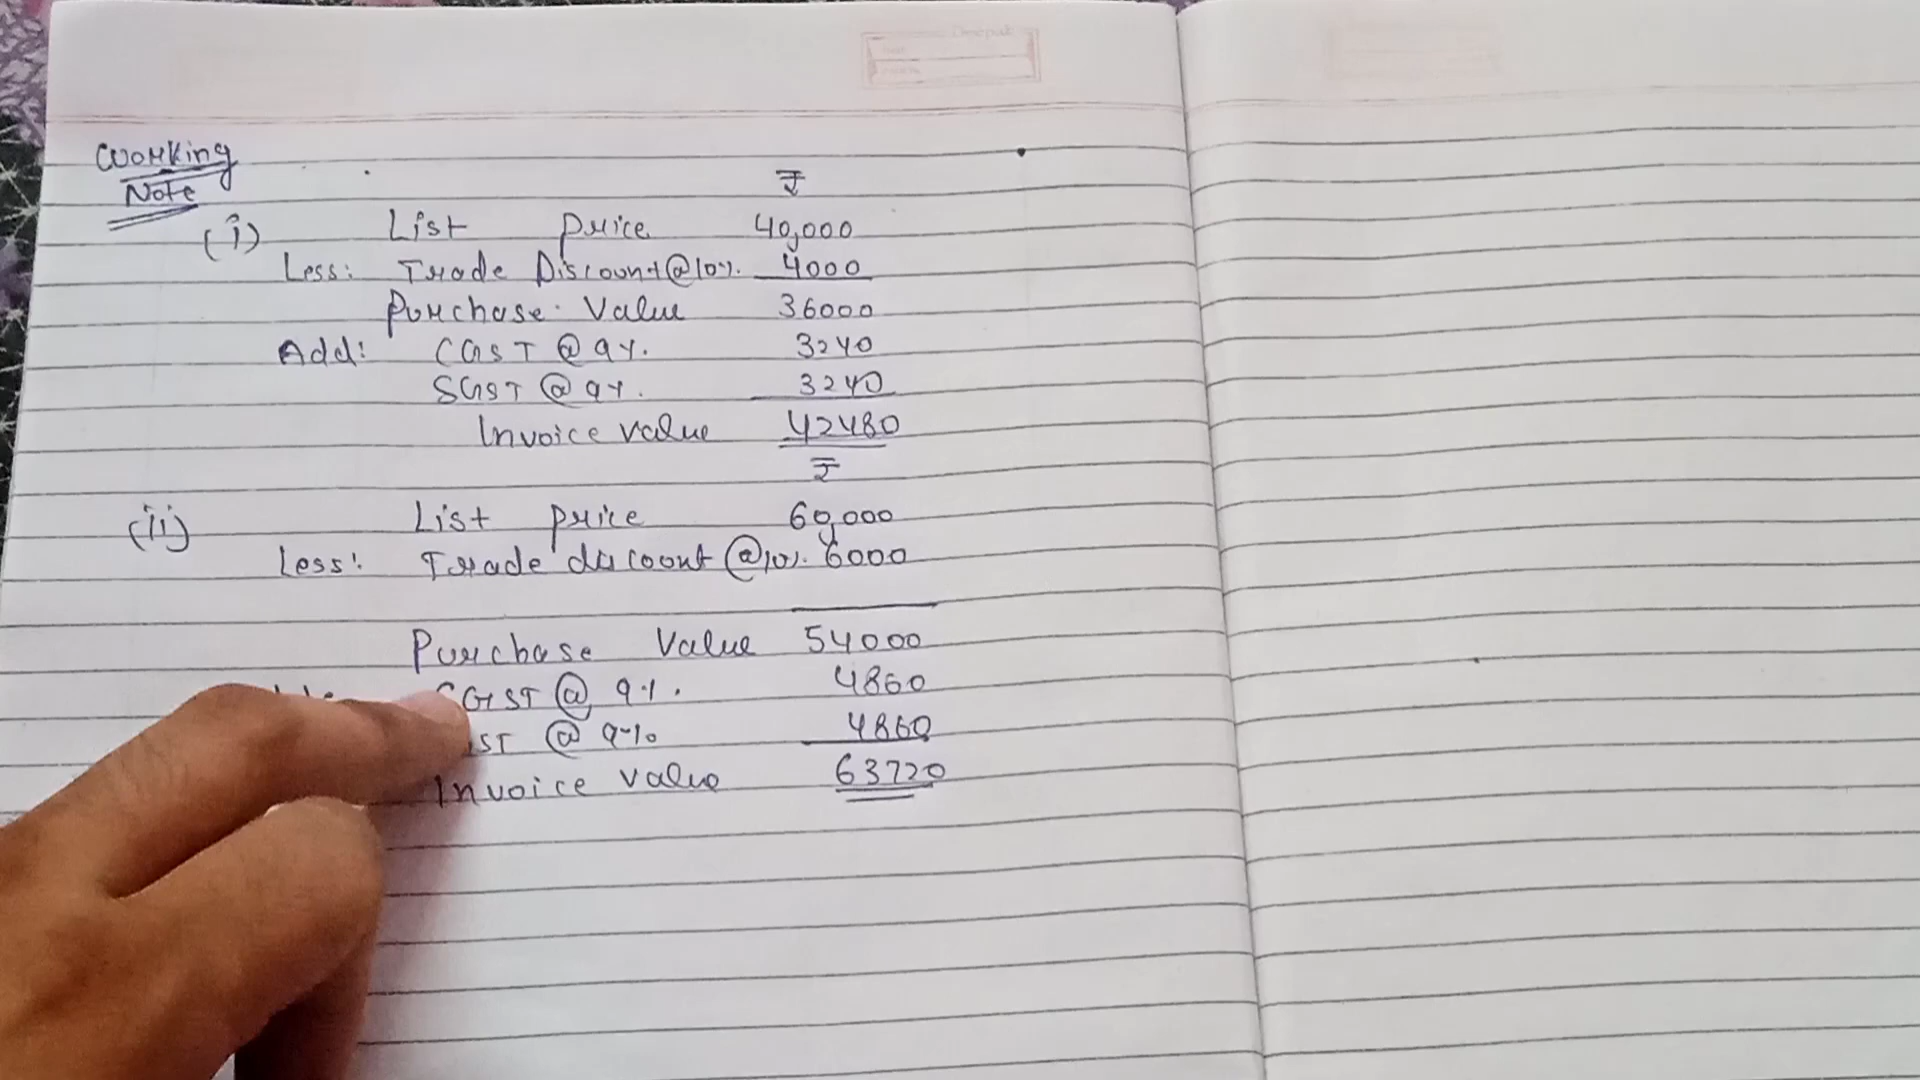 Deepak
Working
Note
₹
(i) List Price 40,000
Less: Trade Discount @ 10%. 4000
Purchase Value 36000
Add: CGST @ 9%. 3240
SGST @ 9%. 3240
Invoice value 42480
₹
(ii) List price 60,000
Less: Trade discount @ 10%. 6000
Purchase Value 54000
CGST @ 9%. 4860
ST @ 9% 4860
Invoice value 63720